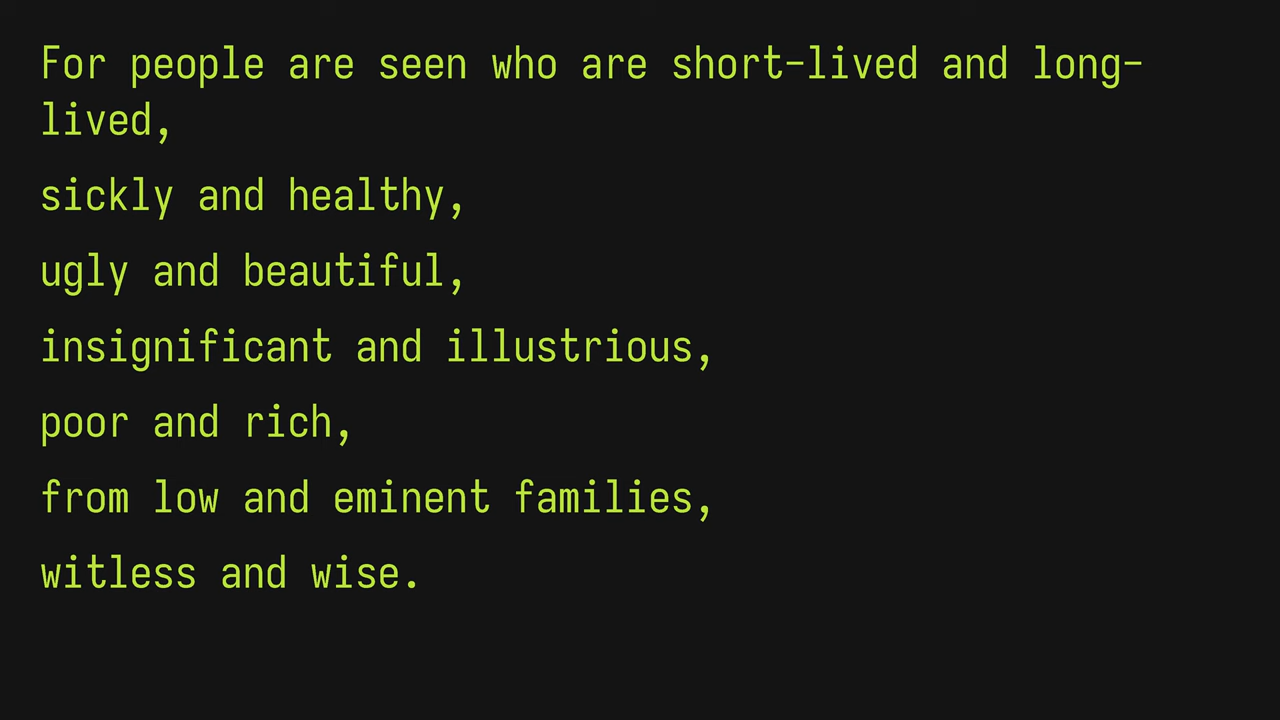 For people are seen who are short-lived and long-
lived,
sickly and healthy,
ugly and beautiful,
insignificant and illustrious,
poor and rich,
from low and eminent families,
witless and wise.